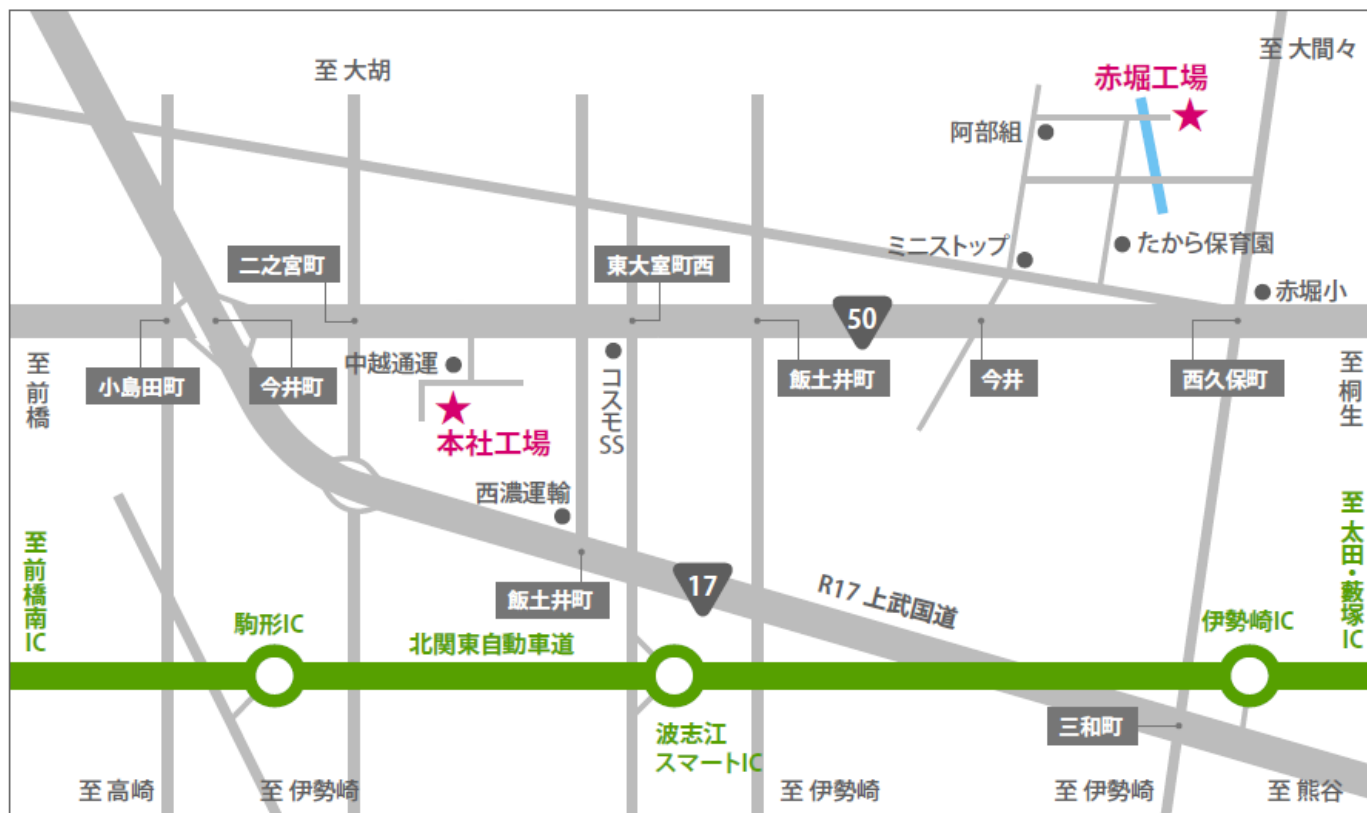 至 大胡
至 大間々
赤堀工場
阿部組
ミニストップ
たから保育園
二之宮町
東大室町西
赤堀小
50
至 前橋
小島田町
今井町
中越通運
コスモSS
飯土井町
今井
西久保町
至 桐生
本社工場
西濃運輸
至 前橋南IC
至 太田・藪塚IC
飯土井町
17
R17 上武国道
駒形IC
北関東自動車道
伊勢崎IC
波志江
スマートIC
三和町
至 高崎
至 伊勢崎
至 伊勢崎
至 伊勢崎
至 熊谷